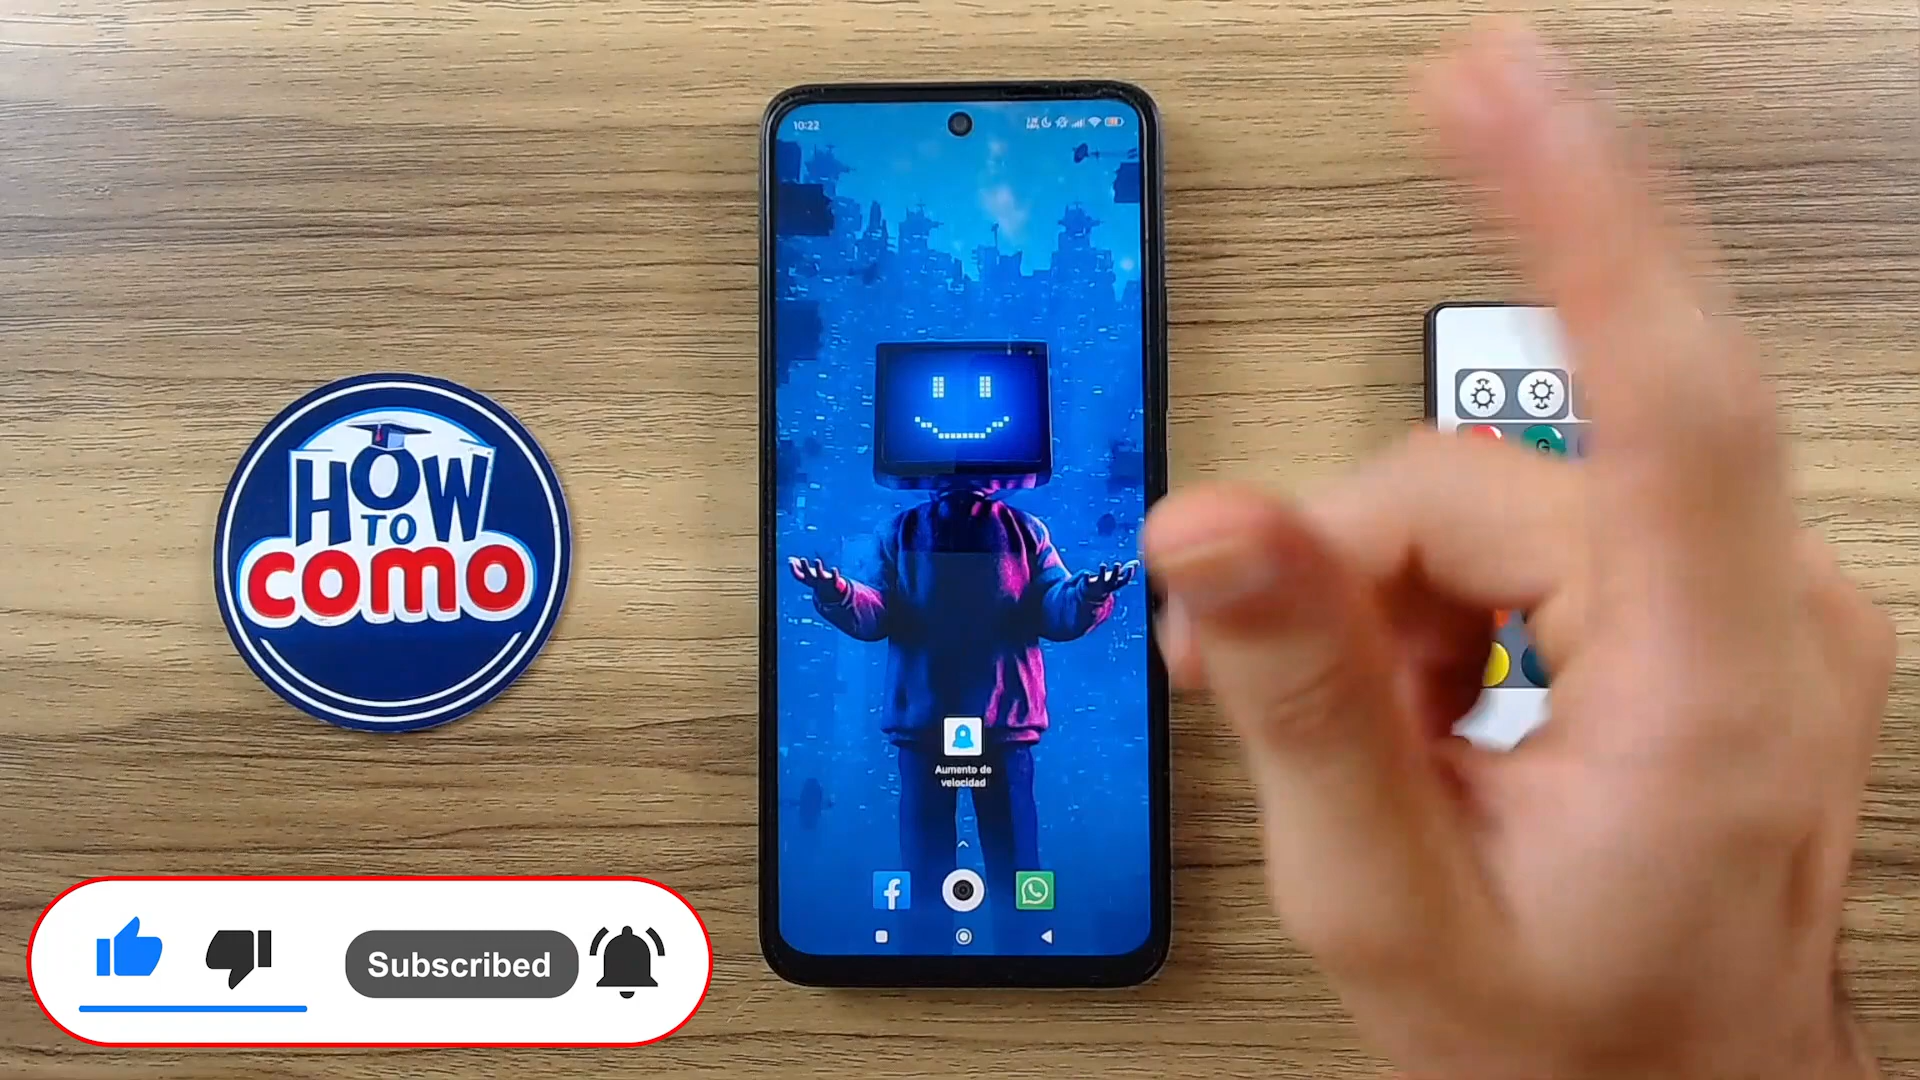 10:22
HOW
TO
COMO
G
Aumento de
velocidad
Subscribed